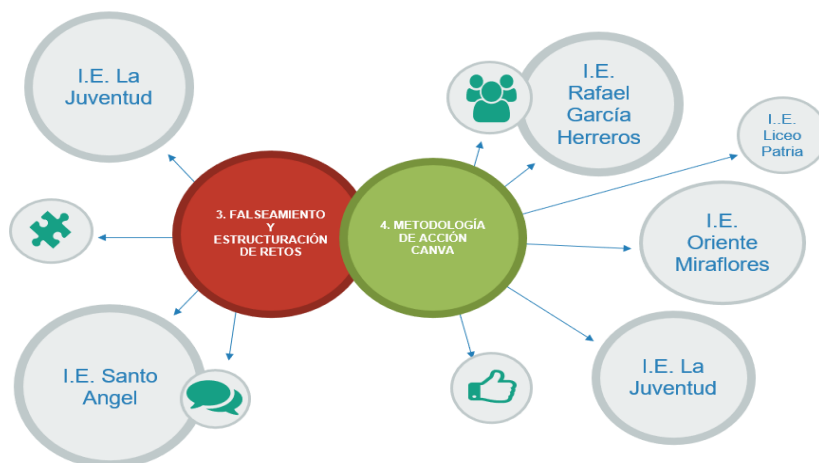 I.E. La
Juventud
I.E.
Rafael
García
Herreros
I..E.
Liceo
Patria
3. FALSEAMIENTO
Y
ESTRUCTURACIÓN
DE RETOS
4. METODOLOGÍA
DE ACCIÓN
CANVA
I.E.
Oriente
Miraflores
I.E. Santo
Angel
I.E. La
Juventud